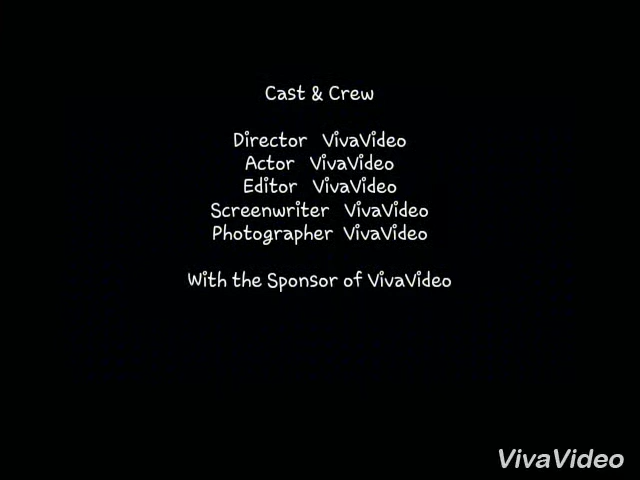 Cast & Crew
Director VivaVideo
Actor VivaVideo
Editor VivaVideo
Screenwriter VivaVideo
Photographer VivaVideo
With the Sponsor of VivaVideo
VivaVideo